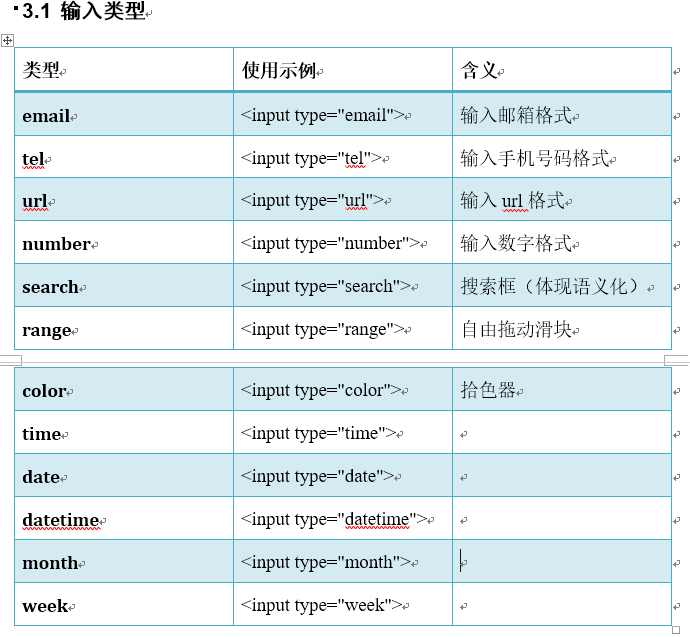 3.1 输入类型
类型 使用示例 含义
email <input type="email"> 输入邮箱格式
tel <input type="tel"> 输入手机号码格式
url <input type="url"> 输入 url 格式
number <input type="number"> 输入数字格式
search <input type="search"> 搜索框（体现语义化）
range <input type="range"> 自由拖动滑块
color <input type="color"> 拾色器
time <input type="time">
date <input type="date">
datetime <input type="datetime">
month <input type="month">
week <input type="week">